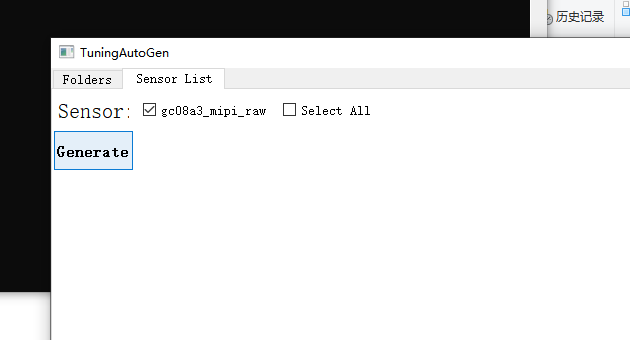 历史记录
TuningAutoGen
Folders Sensor List
Sensor: gc08a3_mipi_raw Select All
Generate